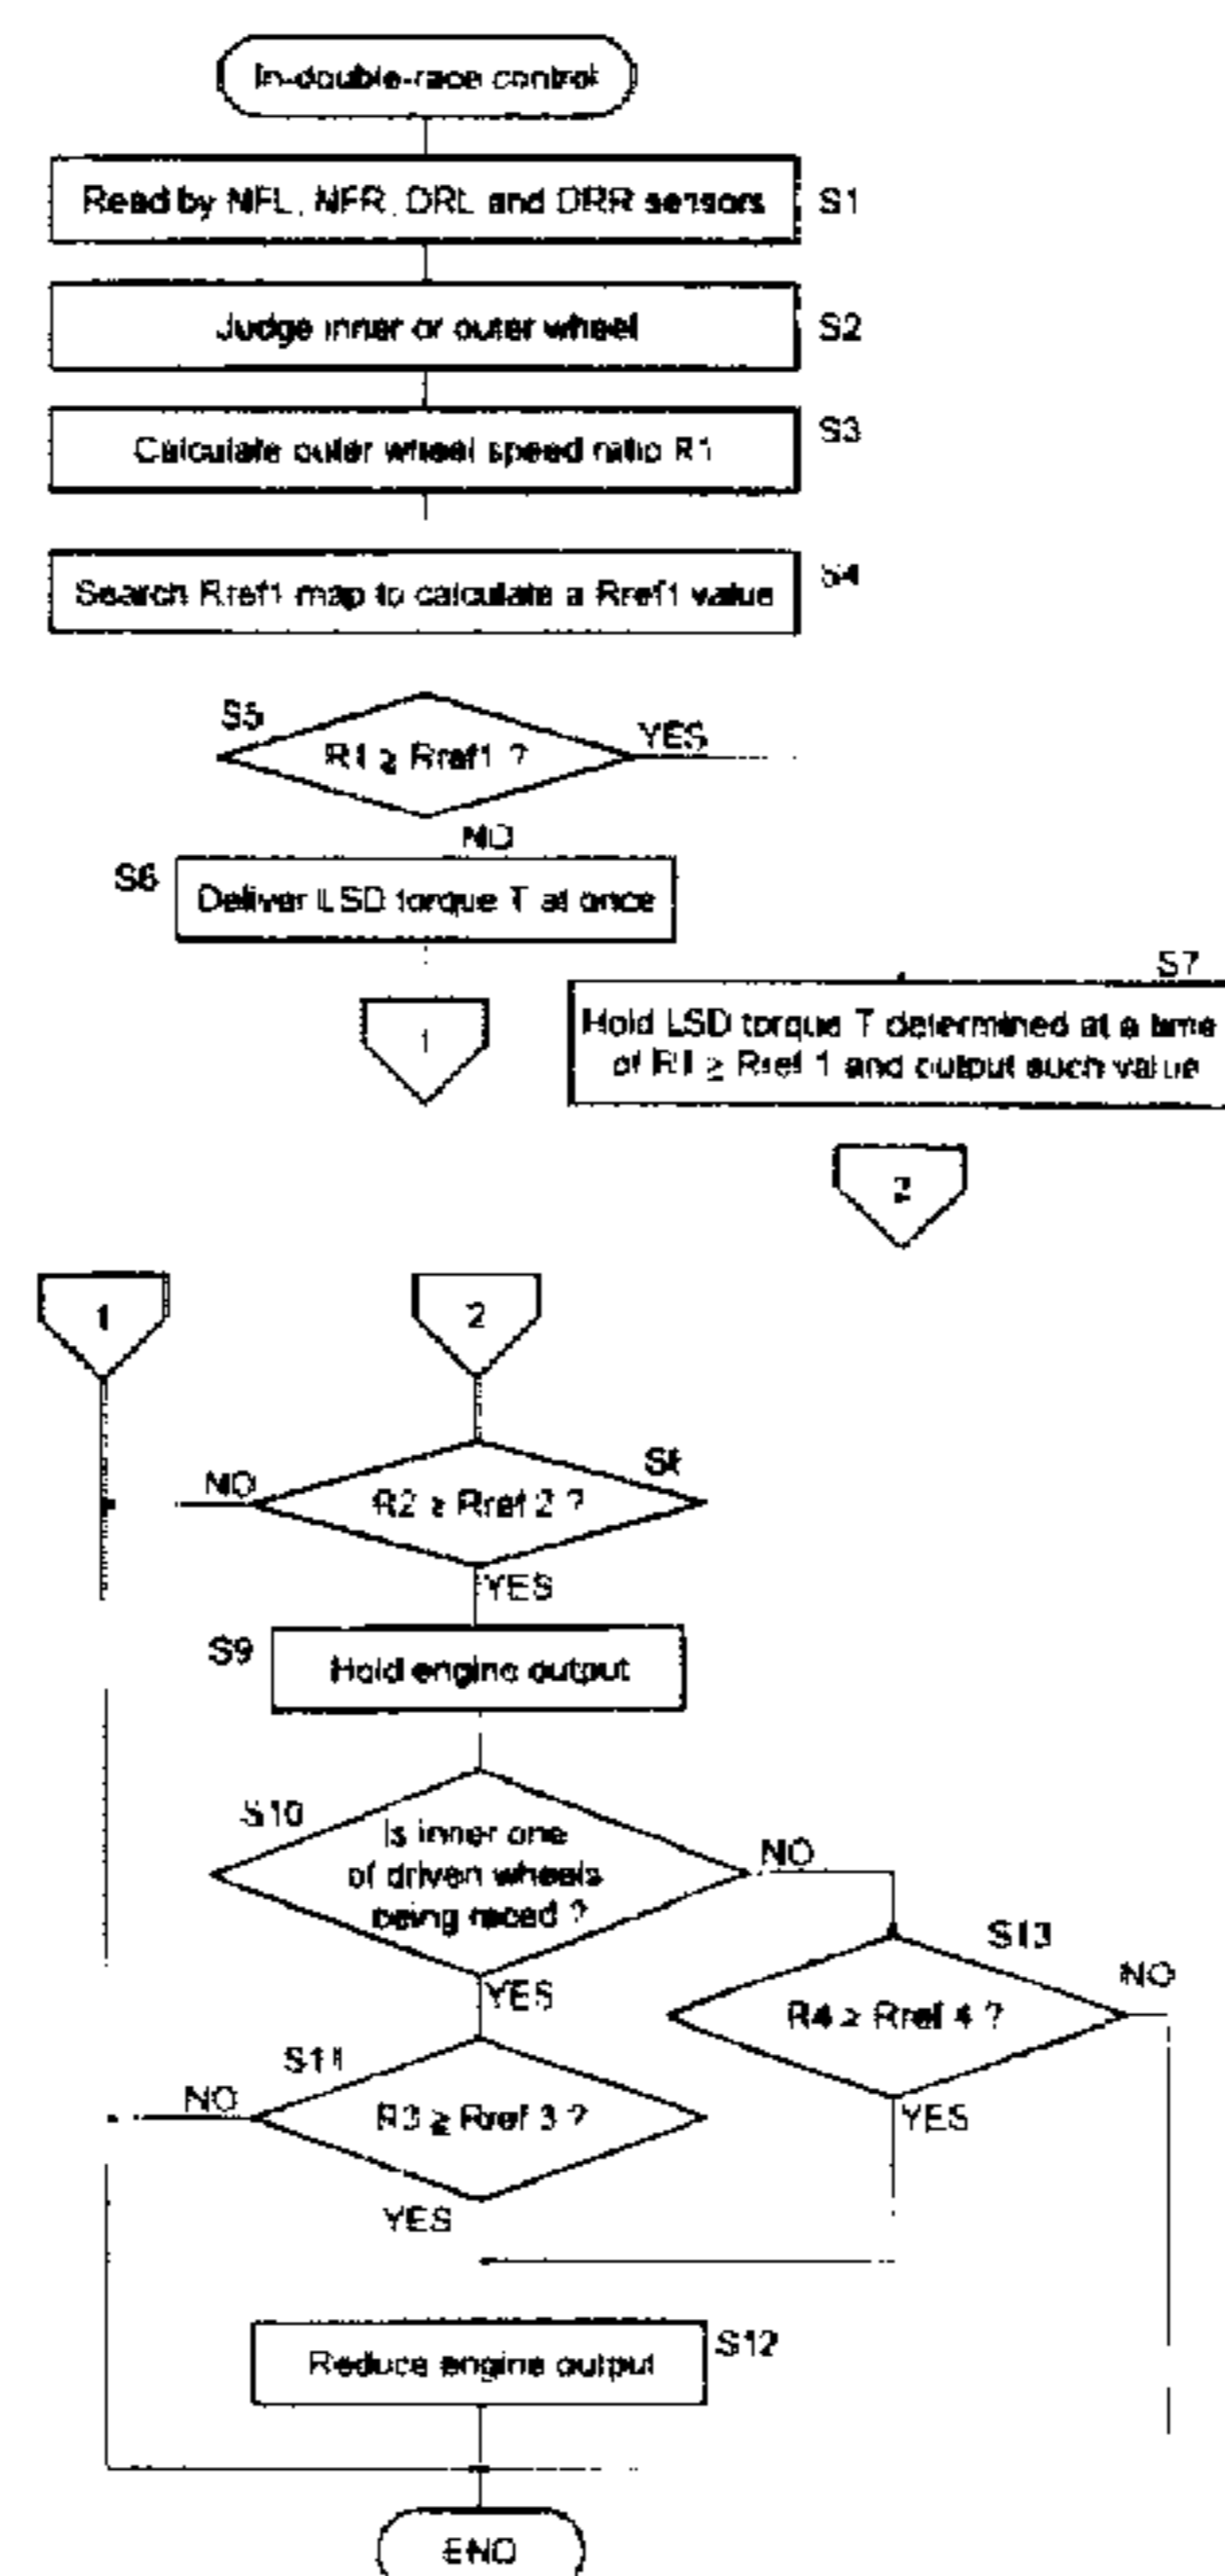 In-double-race control
Read by NFL, NFR, DRL and DRR sensors
S1
Judge inner or outer wheel
S2
Calculate outer wheel speed ratio R1
S3
Search Rref1 map to calculate a Rref1 value
S4
S5
R1 ≥ Rref1 ?
YES
NO
S6
Deliver LSD torque T at once
S7
Hold LSD torque T determined at a time
of R1 ≥ Rref 1 and output such value
1
2
1
2
NO
R2 ≥ Rref 2 ?
YES
S9
Hold engine output
S10
Is inner one
of driven wheels
being raced ?
NO
YES
S13
R4 ≥ Rref 4 ?
NO
YES
S11
NO
R3 ≥ Rref 3 ?
YES
Reduce engine output
S12
END